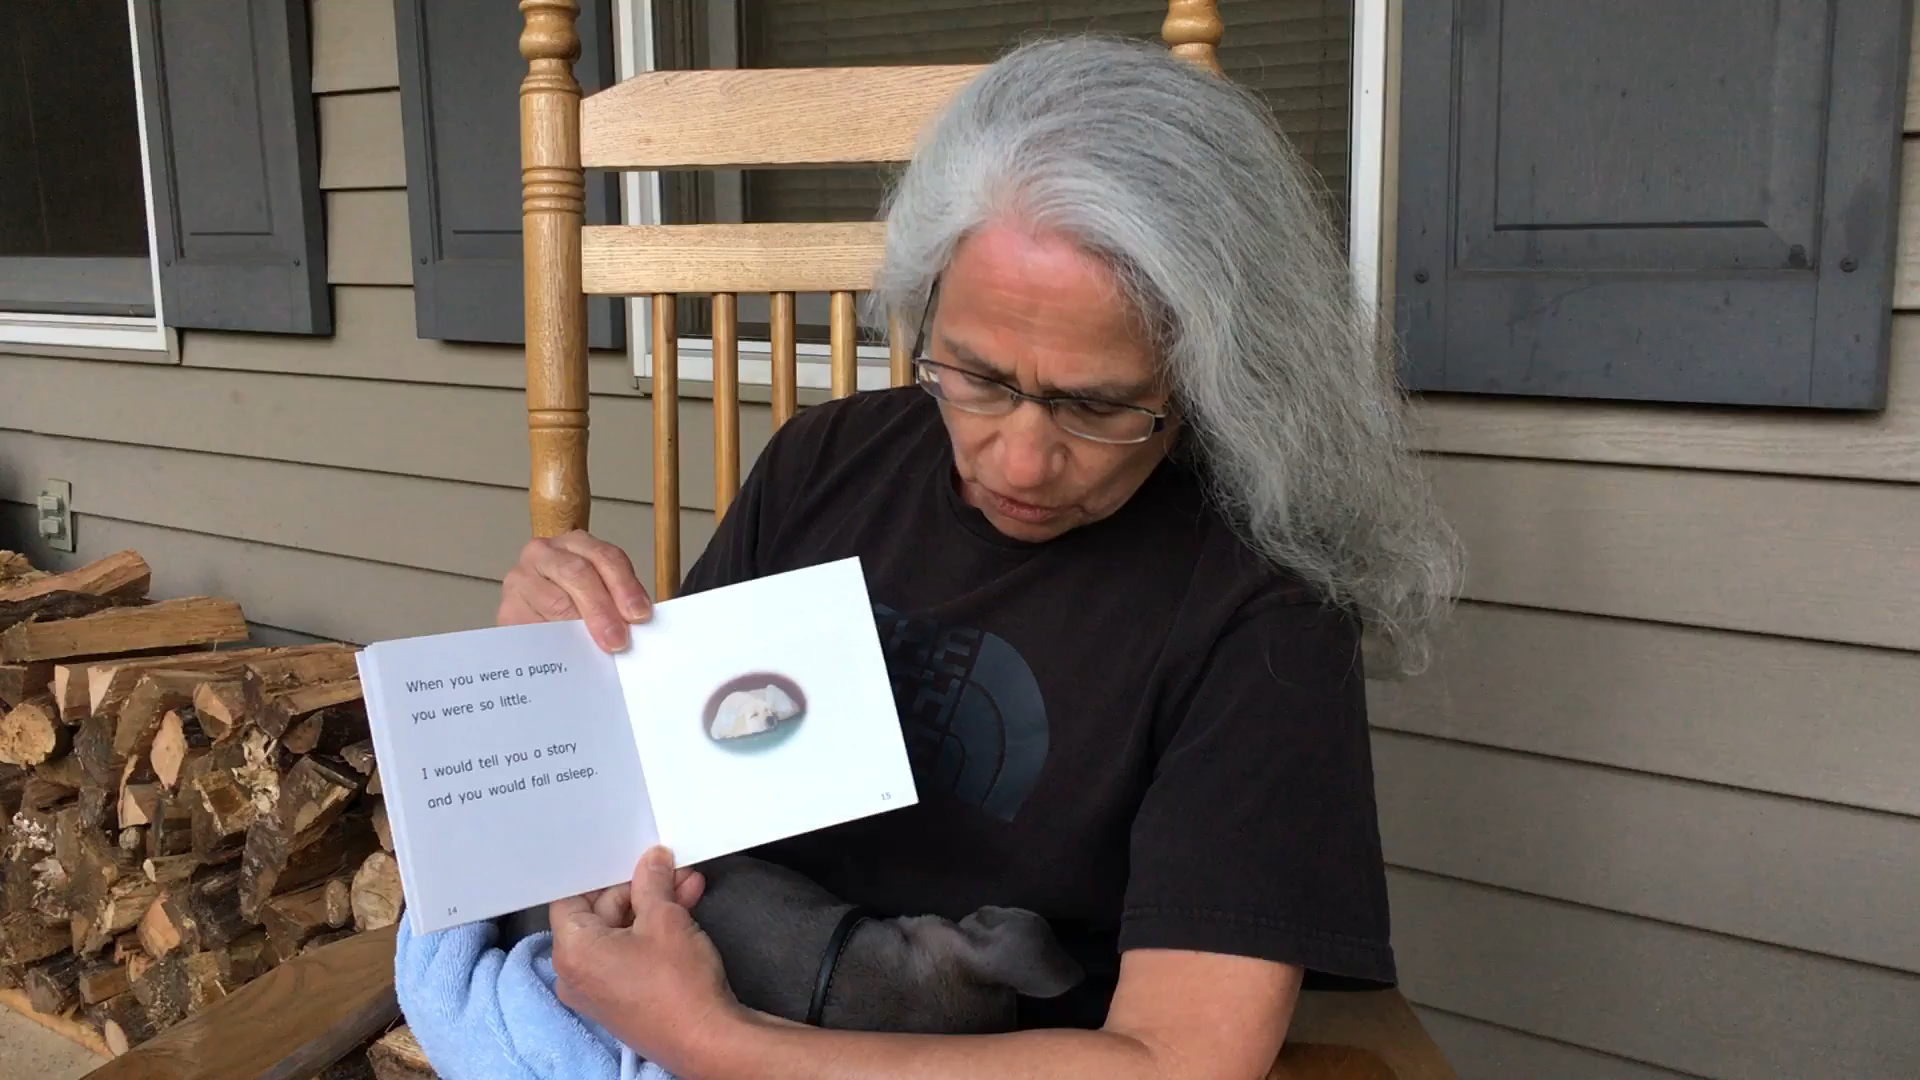 When you were a puppy,
you were so little.
I would tell you a story
and you would fall asleep.
14
15